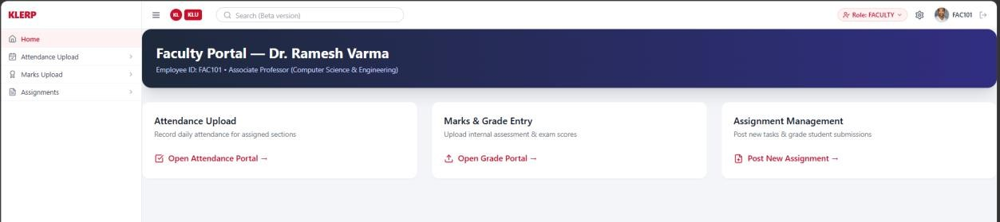 KLERP
KL KLU
Search (Beta version)
Role: FACULTY
FAC101
Home
Attendance Upload
Marks Upload
Assignments
Faculty Portal — Dr. Ramesh Varma
Employee ID: FAC101 • Associate Professor (Computer Science & Engineering)
Attendance Upload
Record daily attendance for assigned sections
Open Attendance Portal →
Marks & Grade Entry
Upload internal assessment & exam scores
Open Grade Portal →
Assignment Management
Post new tasks & grade student submissions
Post New Assignment →